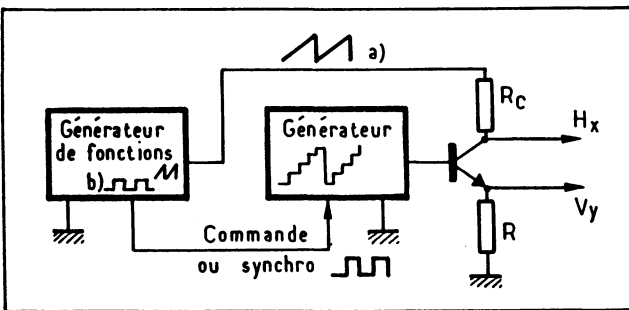 a)
Générateur
de fonctions
b)
Générateur
Commande
ou synchro
RC
Hx
Vy
R